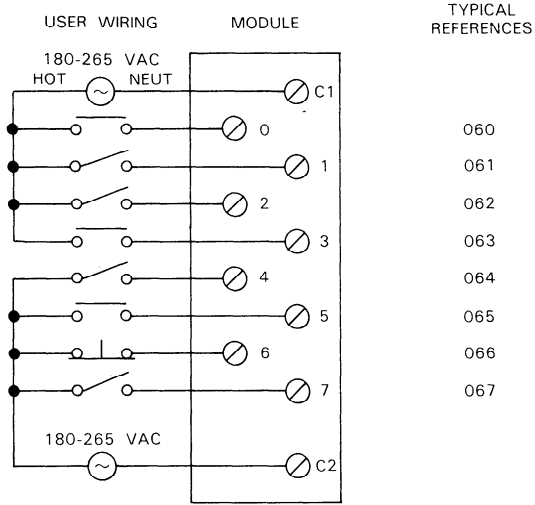 USER WIRING MODULE TYPICAL REFERENCES
180-265 VAC
HOT NEUT
C1
0 060
1 061
2 062
3 063
4 064
5 065
6 066
7 067
180-265 VAC
C2